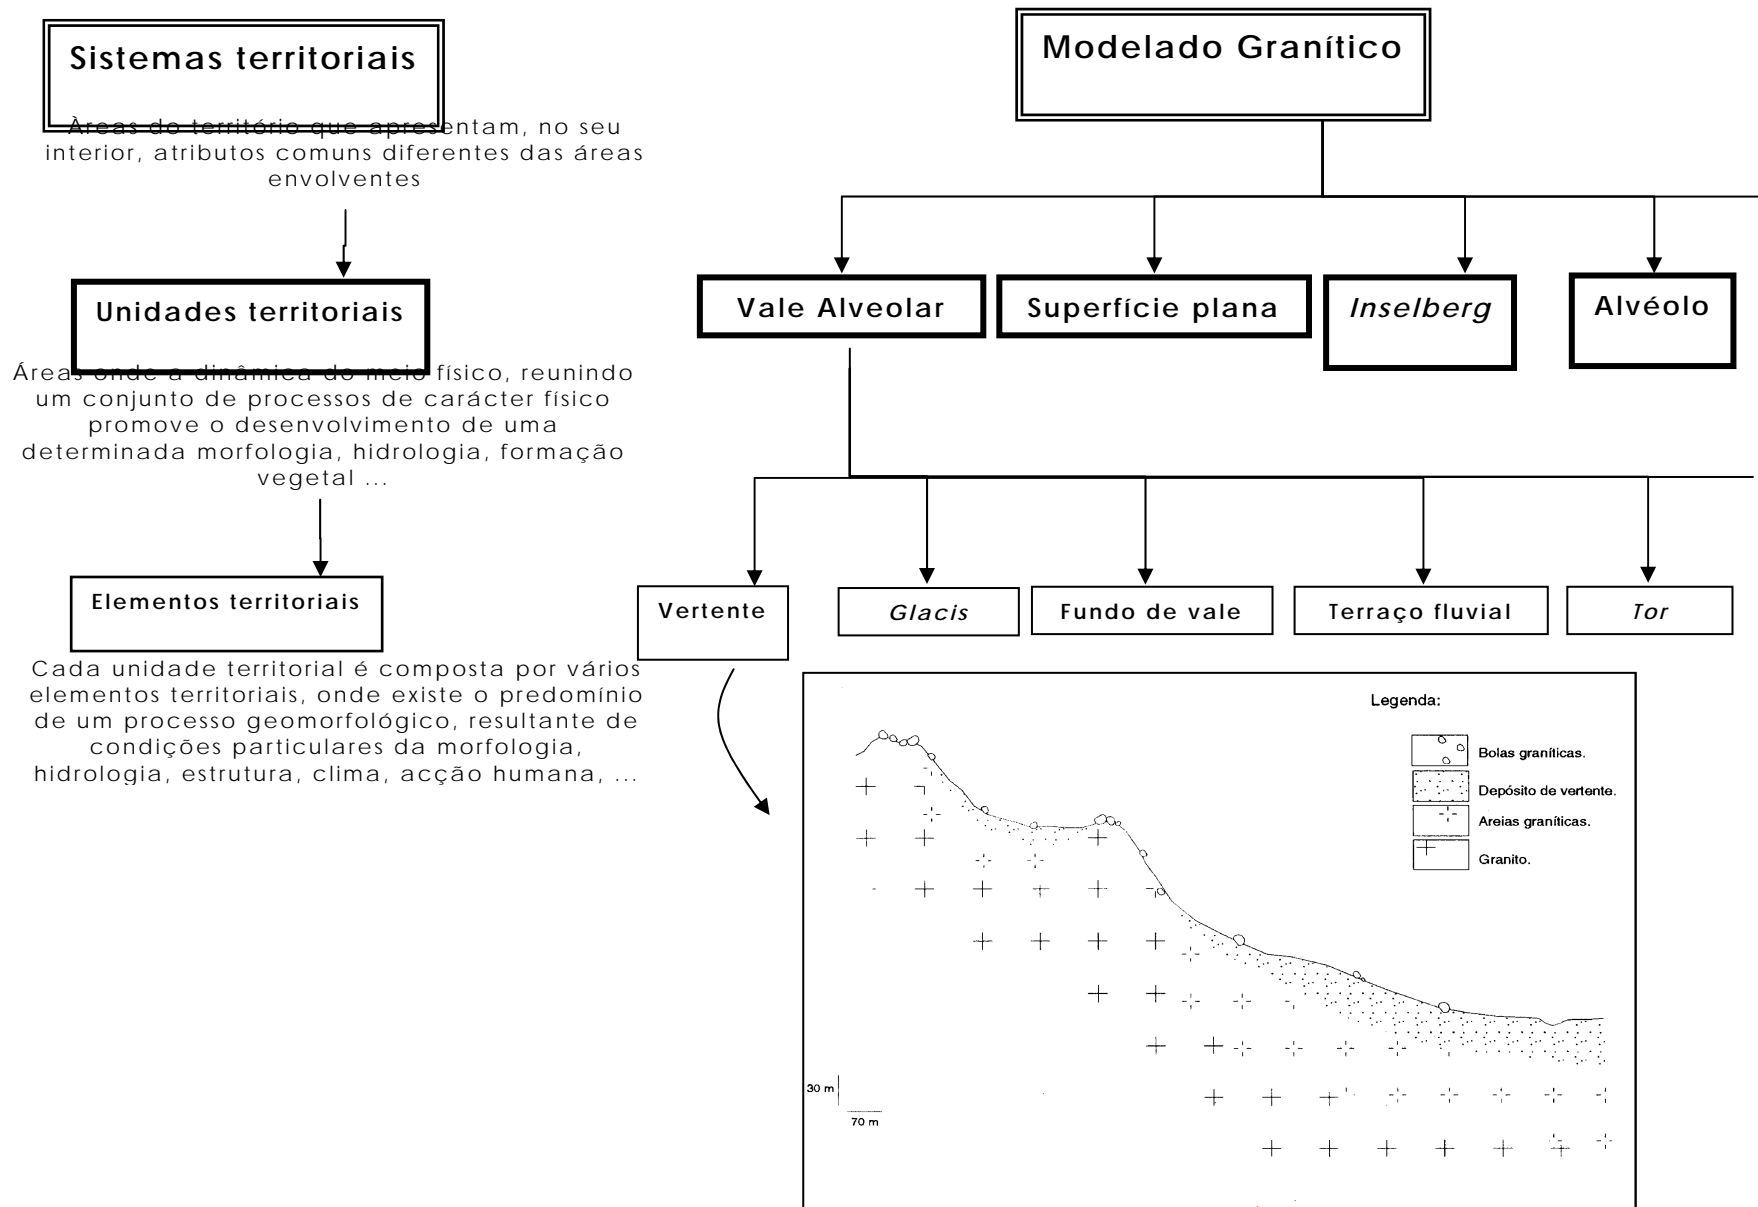 Sistemas territoriais
Àreas do território que apresentam, no seu
interior, atributos comuns diferentes das áreas
envolventes
Unidades territoriais
Áreas onde a dinâmica do meio físico, reunindo
um conjunto de processos de carácter físico
promove o desenvolvimento de uma
determinada morfologia, hidrologia, formação
vegetal ...
Elementos territoriais
Cada unidade territorial é composta por vários
elementos territoriais, onde existe o predomínio
de um processo geomorfológico, resultante de
condições particulares da morfologia,
hidrologia, estrutura, clima, acção humana, ...
Modelado Granítico
Vale Alveolar
Superfície plana
Inselberg
Alvéolo
Vertente
Glacis
Fundo de vale
Terraço fluvial
Tor
Legenda:
Bolas graníticas.
Depósito de vertente.
Areias graníticas.
Granito.
30 m
70 m